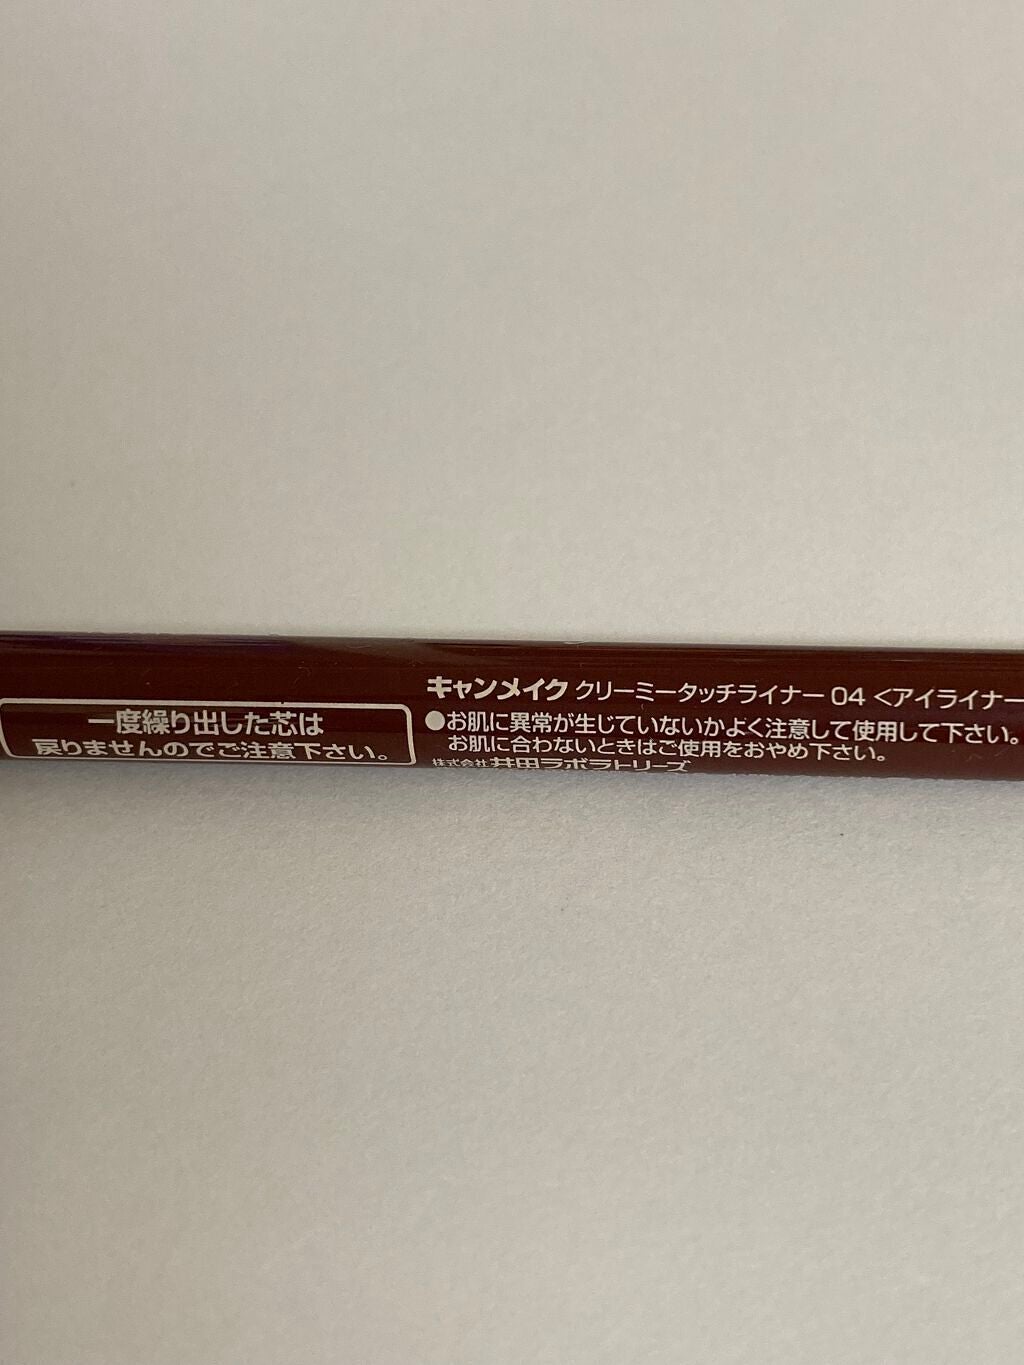 一度繰り出した芯は
戻りませんのでご注意下さい。
キャンメイク クリーミータッチライナー 04 <アイライナー
●お肌に異常が生じていないかよく注意して使用して下さい。
お肌に合わないときはご使用をおやめ下さい。
株式会社 井田ラボラトリーズ